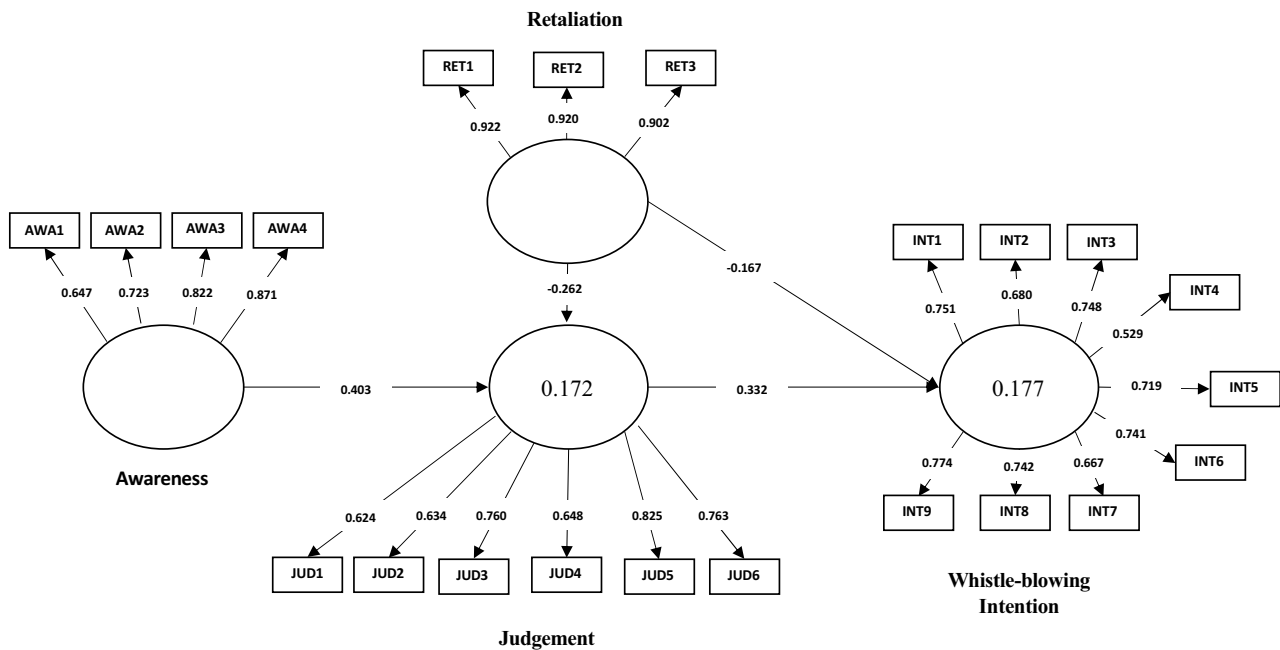 Retaliation
RET1
RET2
RET3
0.922
0.920
0.902
AWA1
AWA2
AWA3
AWA4
0.647
0.723
0.822
0.871
Awareness
-0.262
-0.167
0.403
0.172
0.332
0.177
INT1
INT2
INT3
INT4
INT5
INT6
INT7
INT8
INT9
0.751
0.680
0.748
0.529
0.719
0.741
0.667
0.742
0.774
0.624
0.634
0.760
0.648
0.825
0.763
JUD1
JUD2
JUD3
JUD4
JUD5
JUD6
Judgement
Whistle-blowing
Intention